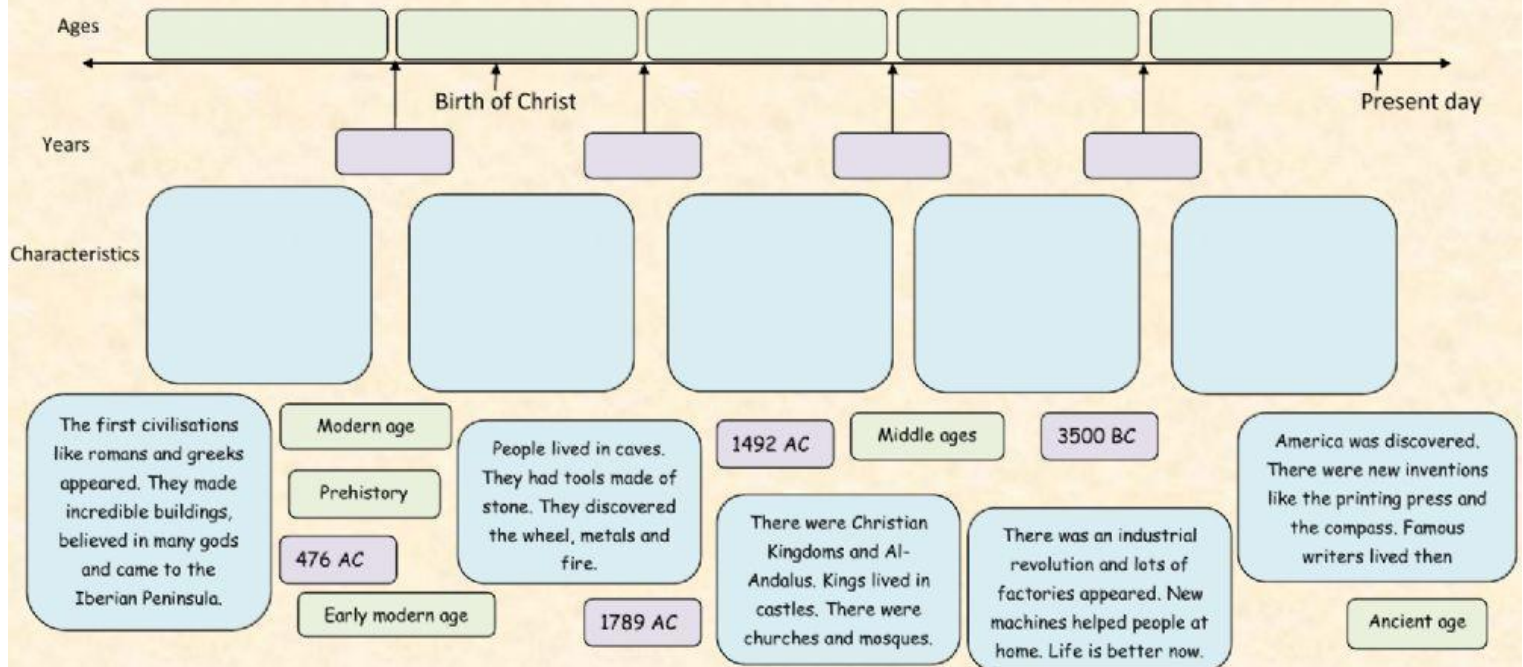 Ages
Birth of Christ
Present day
Years
Characteristics
The first civilisations
like romans and greeks
appeared. They made
incredible buildings,
believed in many gods
and came to the
Iberian Peninsula.
Modern age
Prehistory
476 AC
Early modern age
People lived in caves.
They had tools made of
stone. They discovered
the wheel, metals and
fire.
1789 AC
1492 AC
Middle ages
3500 BC
There were Christian
Kingdoms and Al-
Andalus. Kings lived in
castles. There were
churches and mosques.
There was an industrial
revolution and lots of
factories appeared. New
machines helped people at
home. Life is better now.
America was discovered.
There were new inventions
like the printing press and
the compass. Famous
writers lived then
Ancient age